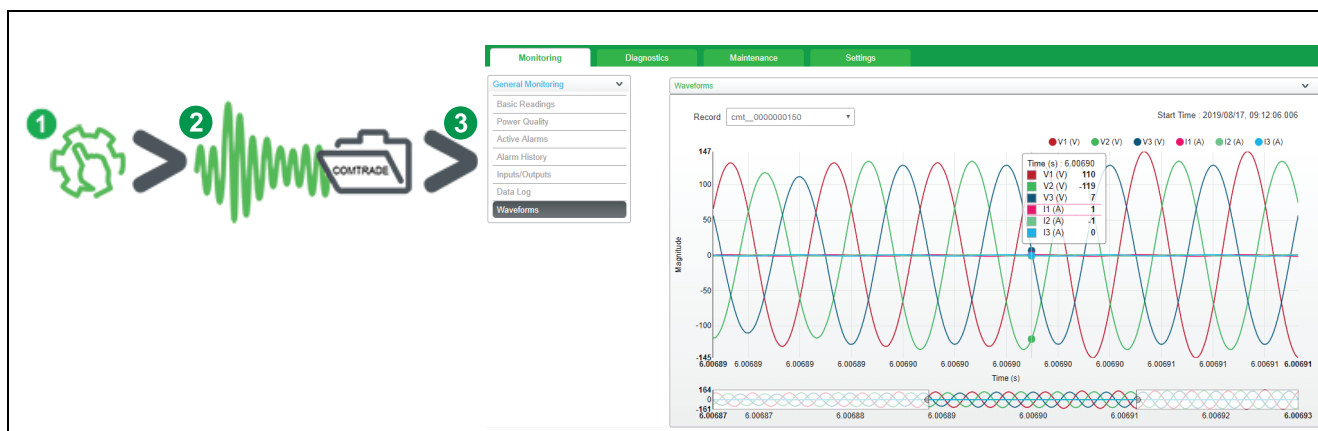 1
2
COMTRADE
3
Monitoring
Diagnostics
Maintenance
Settings
General Monitoring
Basic Readings
Power Quality
Active Alarms
Alarm History
Inputs/Outputs
Data Log
Waveforms
Waveforms
Record cmt__0000000150
Start Time : 2019/08/17, 09:12:06.006
V1 (V) V2 (V) V3 (V) I1 (A) I2 (A) I3 (A)
Time (s) : 6.00690
V1 (V) 110
V2 (V) -119
V3 (V) 7
I1 (A) 1
I2 (A) -1
I3 (A) 0
Magnitude
147
100
50
0
-50
-100
-145
6.00689 6.00689 6.00689 6.00689 6.00690 6.00690 6.00690 6.00690 6.00690 6.00691 6.00691 6.00691
Time (s)
164
0
-161
6.00687 6.00687 6.00688 6.00689 6.00690 6.00691 6.00692 6.00693